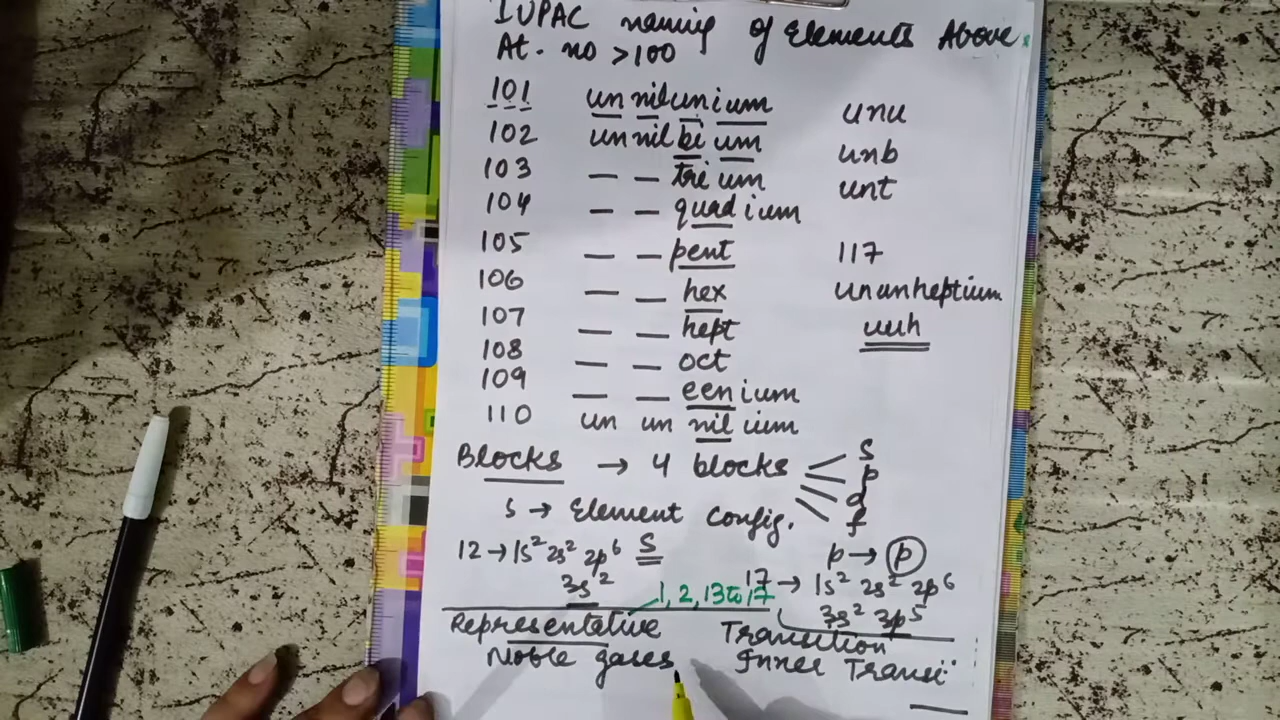 IUPAC naming of Elements Above
At. no >100
101 un nil un ium unu
102 un nil bi um unb
103 — — tri um unt
104 — — quad ium
105 — — pent 117
106 — — hex ununheptium
107 — — hept uuh
108 — — oct
109 — — een ium
110 un un nil ium
Blocks → 4 blocks s p d f
s → Element config.
12 → 1s² 2s² 2p⁶ S p → p
3s² 17 → 1s² 2s² 2p⁶
1, 2, 13 to 17 3s² 3p⁵
Representative Transition
Noble gases Inner Transi